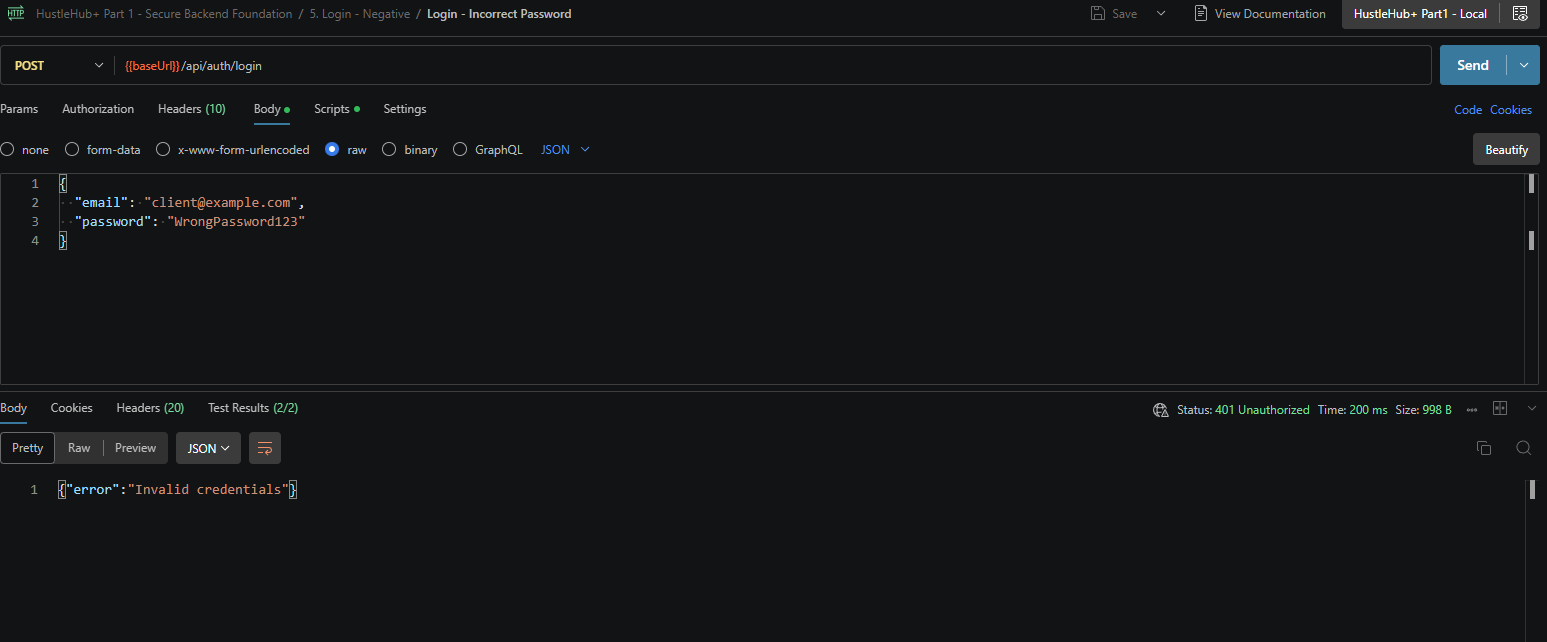 HTTP HustleHub+ Part 1 - Secure Backend Foundation / 5. Login - Negative / Login - Incorrect Password Save View Documentation HustleHub+ Part1 - Local
POST {{baseUrl}}/api/auth/login Send
Params Authorization Headers (10) Body Scripts Settings Code Cookies
none form-data x-www-form-urlencoded raw binary GraphQL JSON Beautify
1 {
2 "email": "client@example.com",
3 "password": "WrongPassword123"
4 }
Body Cookies Headers (20) Test Results (2/2) Status: 401 Unauthorized Time: 200 ms Size: 998 B
Pretty Raw Preview JSON
1 {"error":"Invalid credentials"}